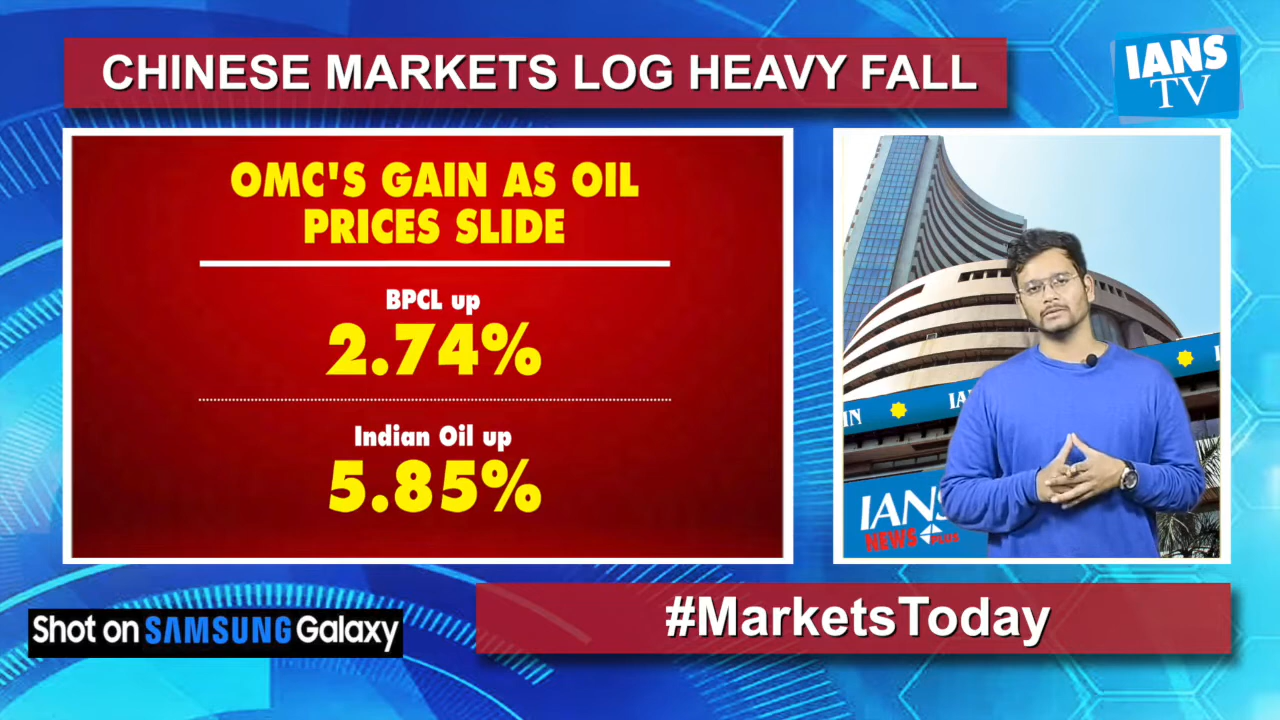 CHINESE MARKETS LOG HEAVY FALL
IANS
TV
OMC'S GAIN AS OIL
PRICES SLIDE
BPCL up
2.74%
Indian Oil up
5.85%
IANS
NEWS PLUS
#MarketsToday
Shot on SAMSUNG Galaxy